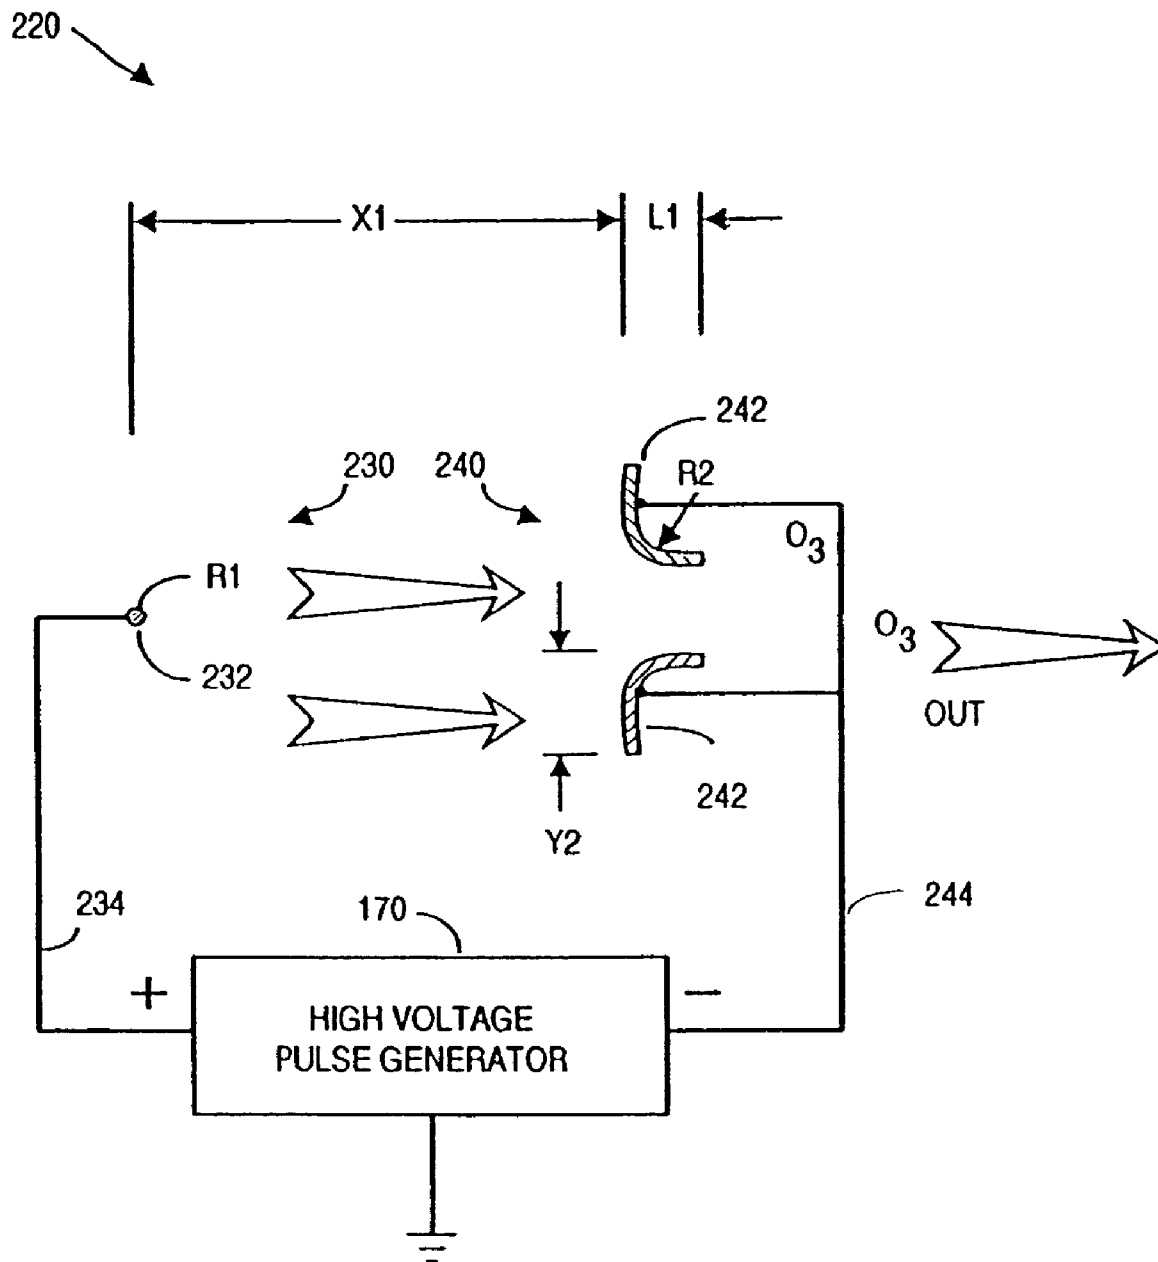 220
X1
L1
242
230
240
R2
O3
R1
232
O3
OUT
242
Y2
234
170
244
+
−
HIGH VOLTAGE
PULSE GENERATOR